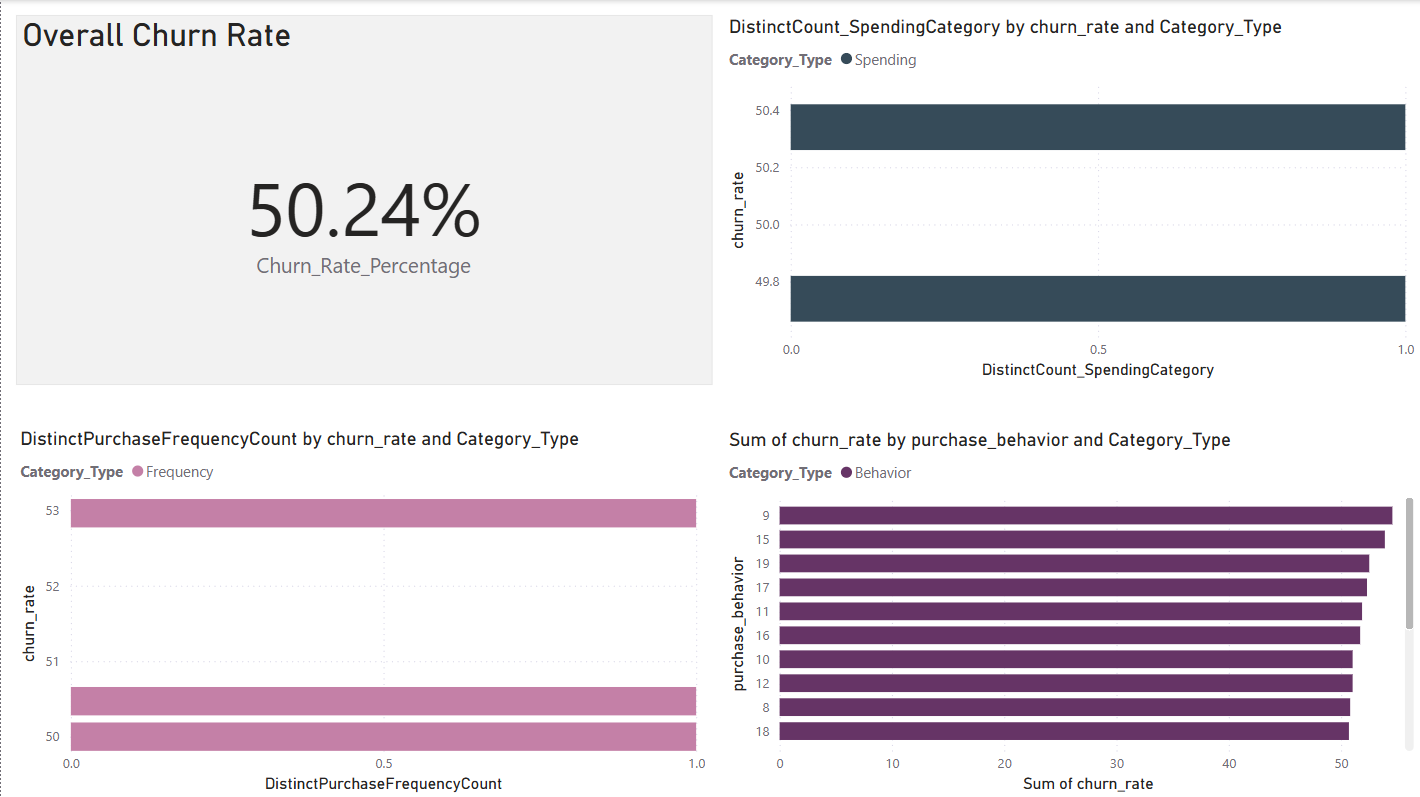 Overall Churn Rate
50.24%
Churn_Rate_Percentage
DistinctCount_SpendingCategory by churn_rate and Category_Type
Category_Type Spending
50.4
50.2
50.0
49.8
churn_rate
0.0 0.5 1.0
DistinctCount_SpendingCategory
DistinctPurchaseFrequencyCount by churn_rate and Category_Type
Category_Type Frequency
53
52
51
50
churn_rate
0.0 0.5 1.0
DistinctPurchaseFrequencyCount
Sum of churn_rate by purchase_behavior and Category_Type
Category_Type Behavior
9
15
19
17
11
16
10
12
8
18
purchase_behavior
0 10 20 30 40 50
Sum of churn_rate